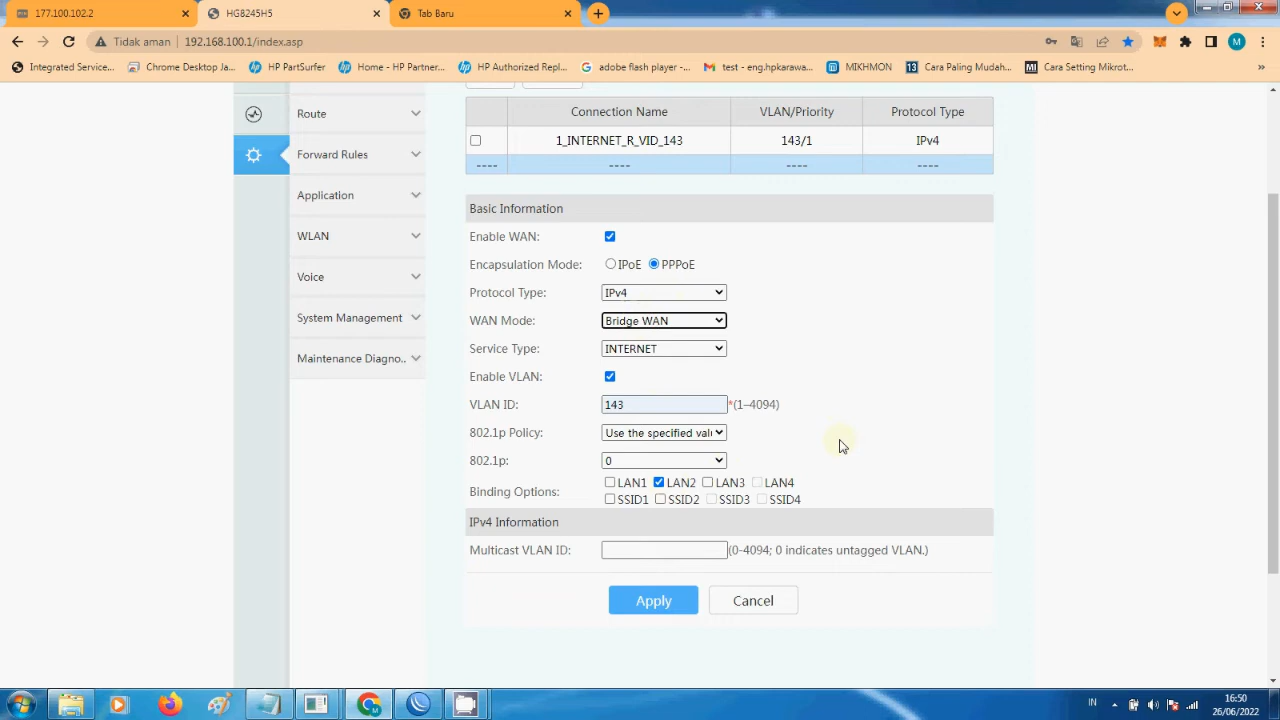 177.100.102.2
HG8245H5
Tab Baru
Tidak aman 192.168.100.1/index.asp
Integrated Service...
Chrome Desktop Ja...
HP PartSurfer
Home - HP Partner...
HP Authorized Repl...
adobe flash player -...
test - eng.hpkarawa...
MIKHMON
Cara Paling Mudah...
Cara Setting Mikrot...
Route
Forward Rules
Application
WLAN
Voice
System Management
Maintenance Diagno..
Connection Name VLAN/Priority Protocol Type
1_INTERNET_R_VID_143 143/1 IPv4
---- ---- ---- ----
Basic Information
Enable WAN:
Encapsulation Mode: IPoE PPPoE
Protocol Type: IPv4
WAN Mode: Bridge WAN
Service Type: INTERNET
Enable VLAN:
VLAN ID: 143 *(1–4094)
802.1p Policy: Use the specified valu
802.1p: 0
Binding Options: LAN1 LAN2 LAN3 LAN4
SSID1 SSID2 SSID3 SSID4
IPv4 Information
Multicast VLAN ID: (0-4094; 0 indicates untagged VLAN.)
Apply Cancel
IN
16:50
26/06/2022